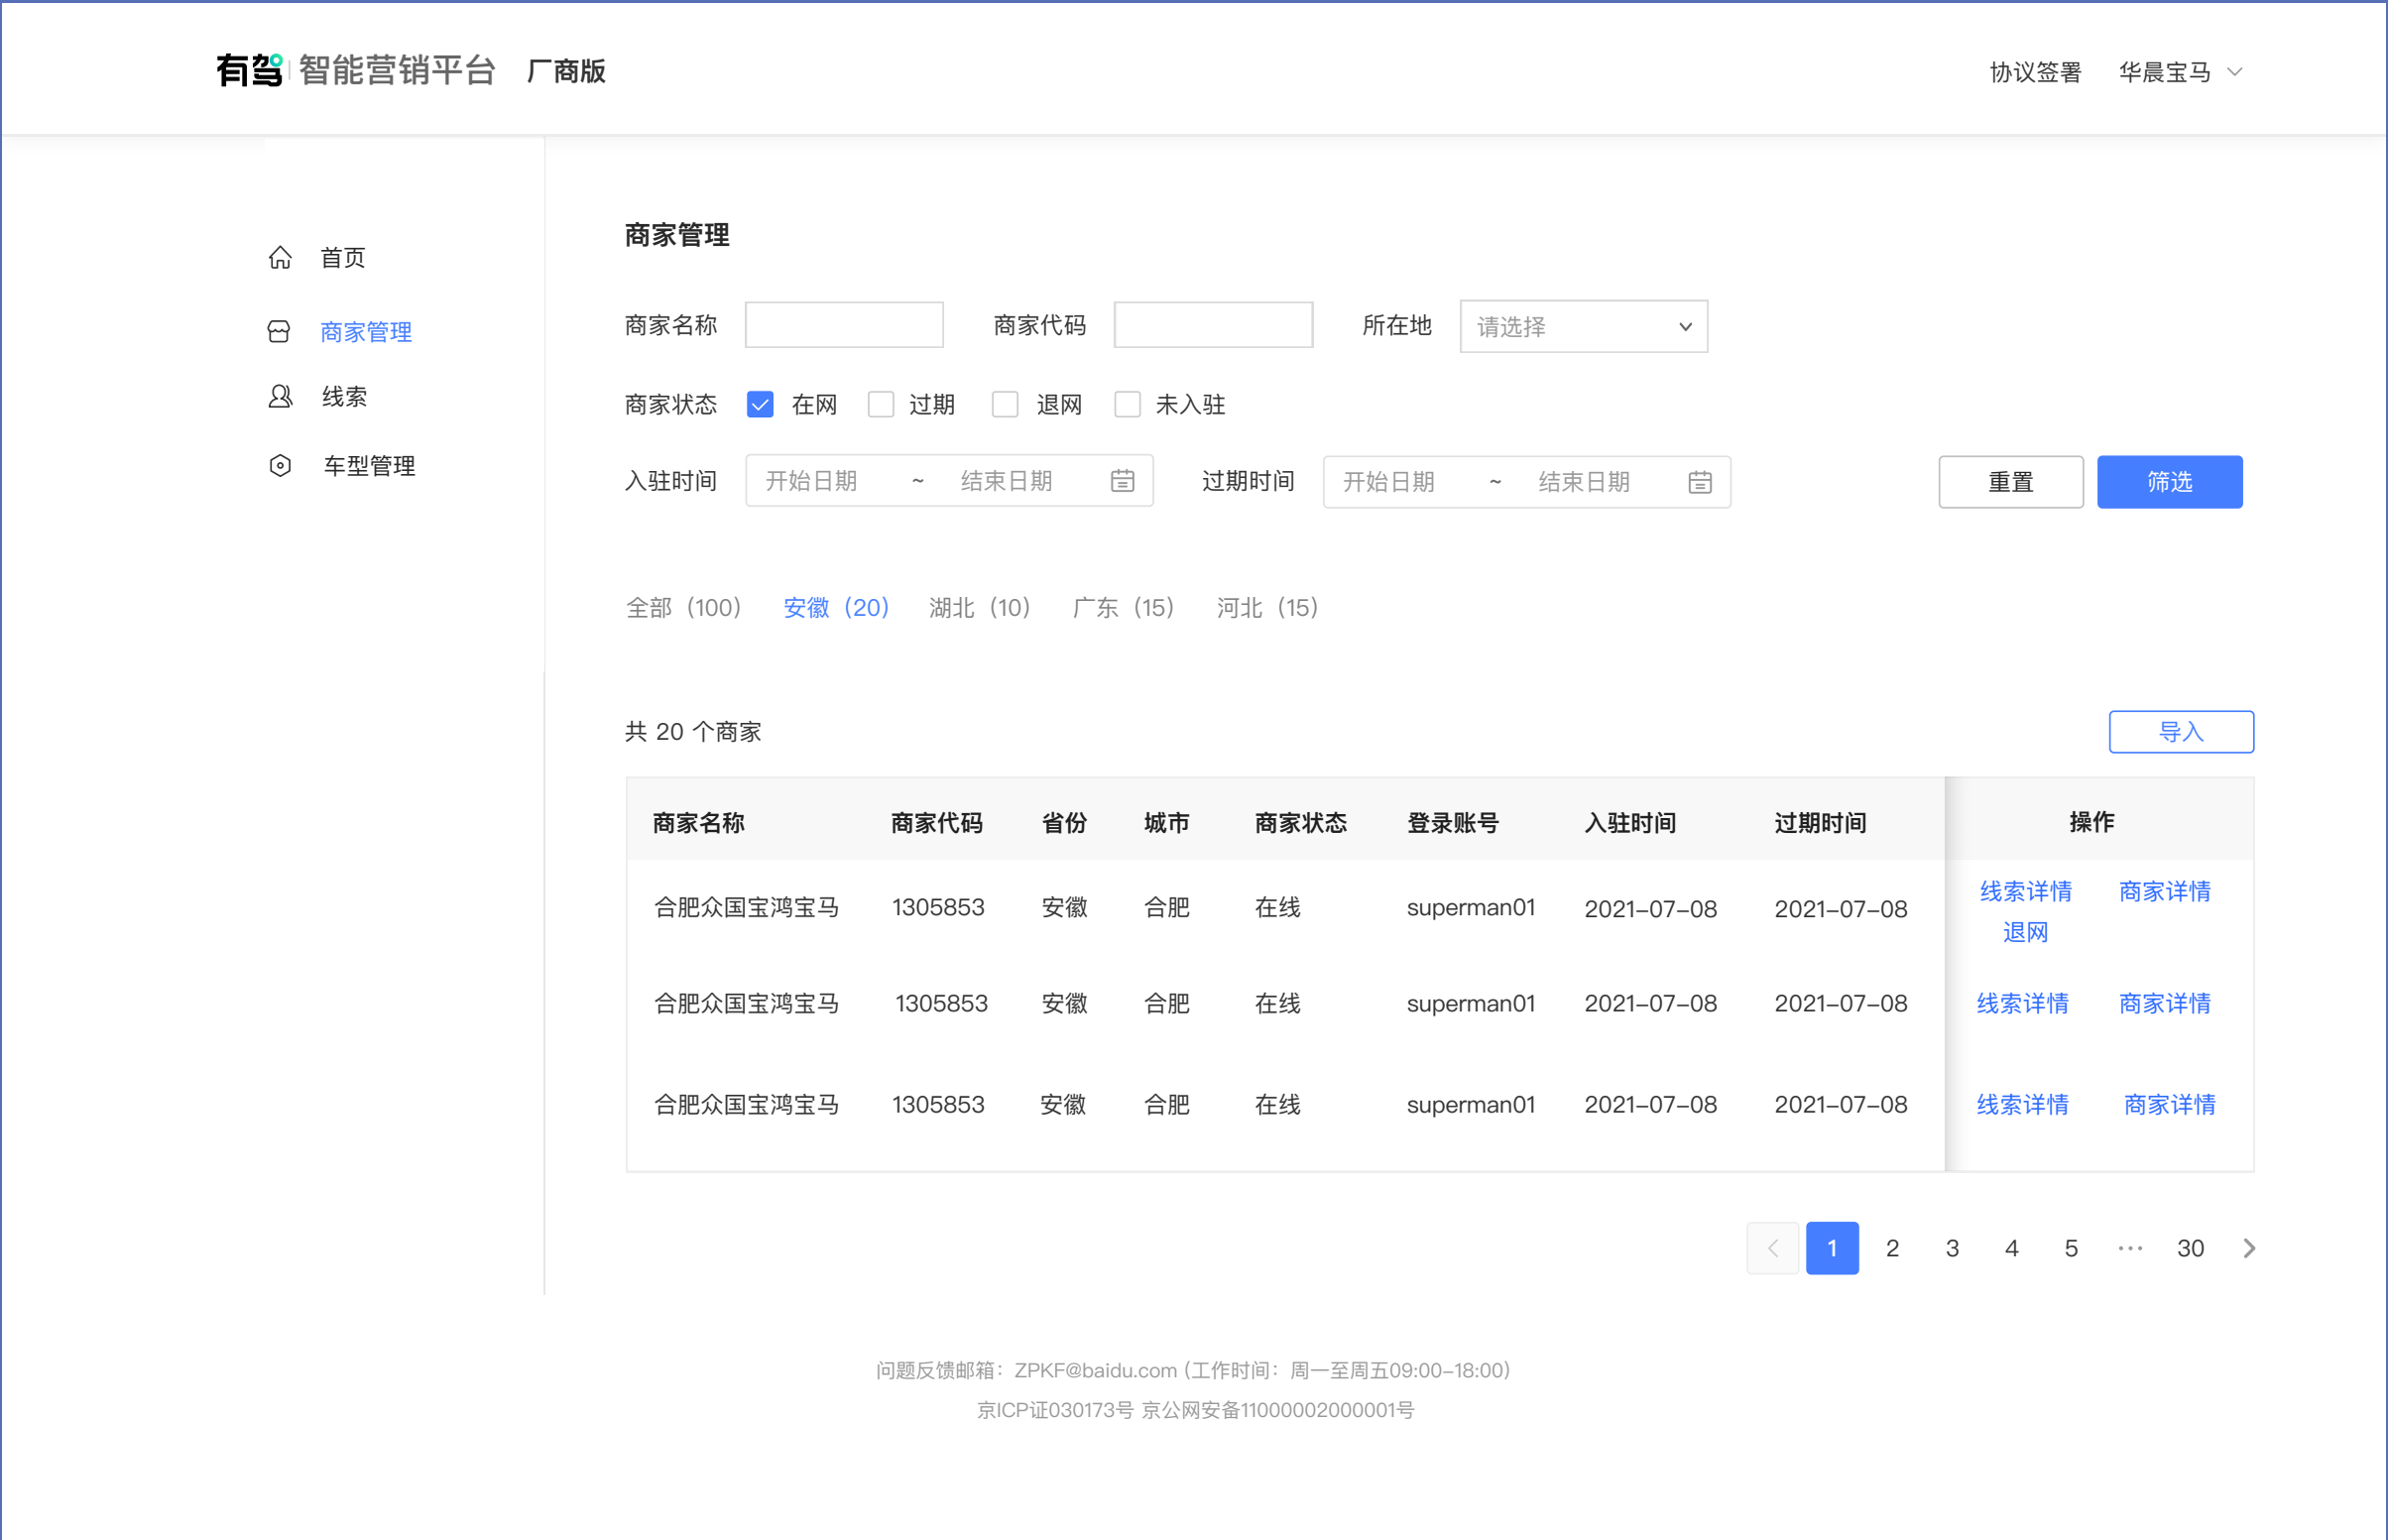 有驾 智能营销平台 厂商版 协议签署 华晨宝马
首页
商家管理
线索
车型管理
商家管理
商家名称 商家代码 所在地 请选择
商家状态 在网 过期 退网 未入驻
入驻时间 开始日期 ~ 结束日期 过期时间 开始日期 ~ 结束日期 重置 筛选
全部（100） 安徽（20） 湖北（10） 广东（15） 河北（15）
共 20 个商家 导入
商家名称 商家代码 省份 城市 商家状态 登录账号 入驻时间 过期时间 操作
合肥众国宝鸿宝马 1305853 安徽 合肥 在线 superman01 2021-07-08 2021-07-08 线索详情 商家详情
退网
合肥众国宝鸿宝马 1305853 安徽 合肥 在线 superman01 2021-07-08 2021-07-08 线索详情 商家详情
合肥众国宝鸿宝马 1305853 安徽 合肥 在线 superman01 2021-07-08 2021-07-08 线索详情 商家详情
1 2 3 4 5 ··· 30
问题反馈邮箱：ZPKF@baidu.com (工作时间：周一至周五09:00-18:00)
京ICP证030173号 京公网安备11000002000001号